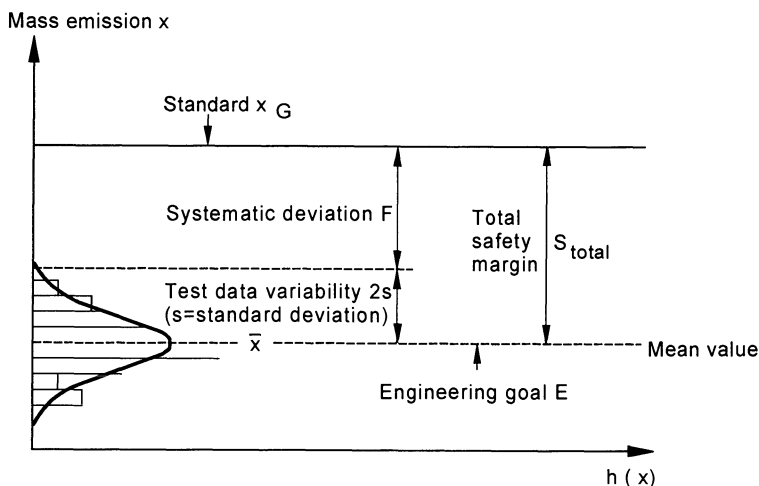 Mass emission x
Standard x G
Systematic deviation F
Total
safety
margin
S total
Test data variability 2s
(s=standard deviation)
x̄
Mean value
Engineering goal E
h ( x)